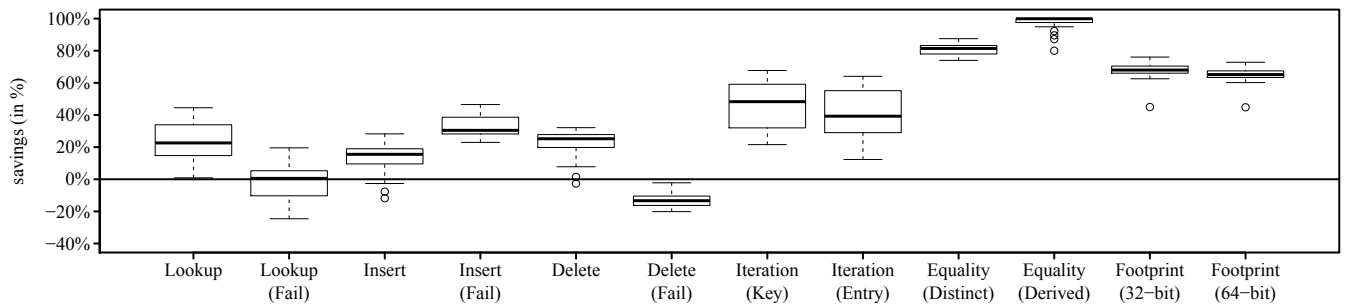 savings (in %)
100%
80%
60%
40%
20%
0%
−20%
−40%
Lookup
Lookup
(Fail)
Insert
Insert
(Fail)
Delete
Delete
(Fail)
Iteration
(Key)
Iteration
(Entry)
Equality
(Distinct)
Equality
(Derived)
Footprint
(32−bit)
Footprint
(64−bit)